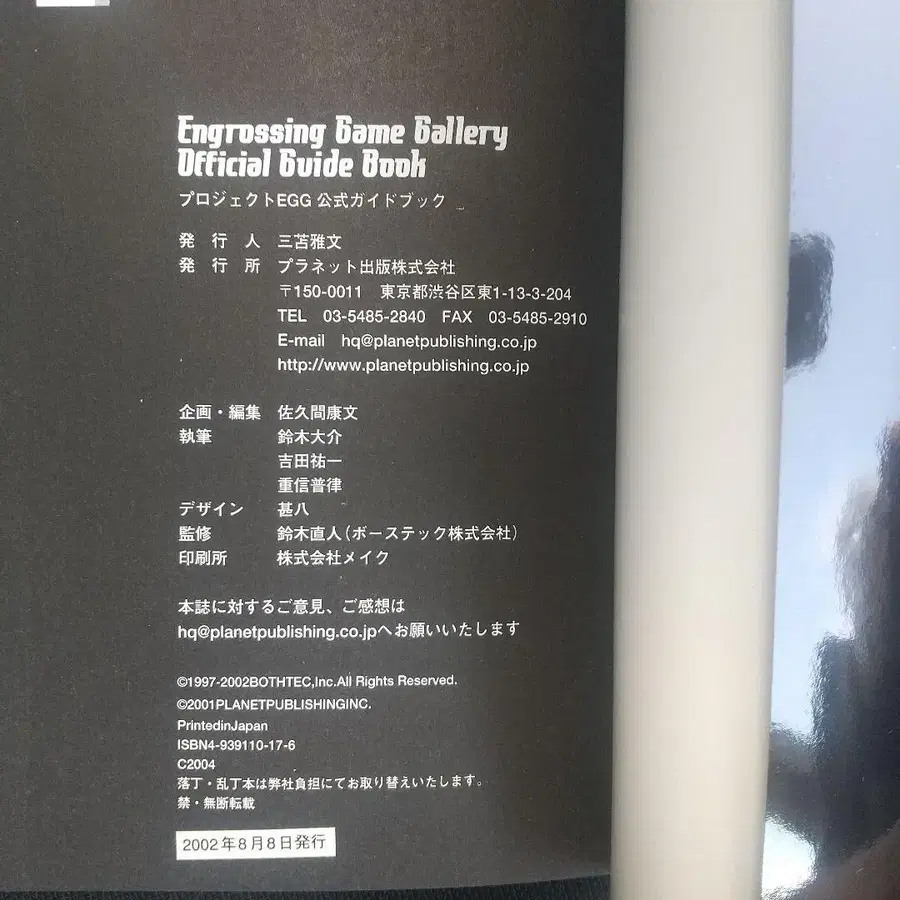 Engrossing Game Gallery
Official Guide Book
プロジェクトEGG 公式ガイドブック
発 行 人 三苫雅文
発 行 所 プラネット出版株式会社
〒150-0011 東京都渋谷区東1-13-3-204
TEL 03-5485-2840 FAX 03-5485-2910
E-mail hq@planetpublishing.co.jp
http://www.planetpublishing.co.jp
企画・編集 佐久間康文
執筆 鈴木大介
吉田祐一
重信普律
デザイン 甚八
監修 鈴木直人(ボーステック株式会社)
印刷所 株式会社メイク
本誌に対するご意見、ご感想は
hq@planetpublishing.co.jpへお願いいたします
©1997-2002BOTHTEC,Inc.All Rights Reserved.
©2001PLANETPUBLISHINGINC.
PrintedinJapan
ISBN4-939110-17-6
C2004
落丁・乱丁本は弊社負担にてお取り替えいたします。
禁・無断転載
2002年8月8日発行